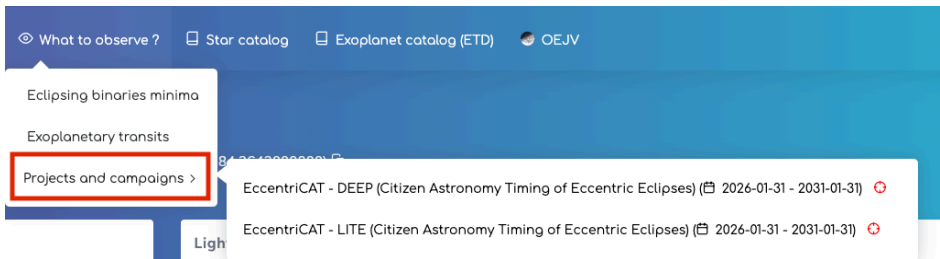 What to observe ? Star catalog Exoplanet catalog (ETD) OEJV
Eclipsing binaries minima
Exoplanetary transits
Projects and campaigns >
EccentriCAT - DEEP (Citizen Astronomy Timing of Eccentric Eclipses) ( 2026-01-31 - 2031-01-31)
EccentriCAT - LITE (Citizen Astronomy Timing of Eccentric Eclipses) ( 2026-01-31 - 2031-01-31)
Ligh